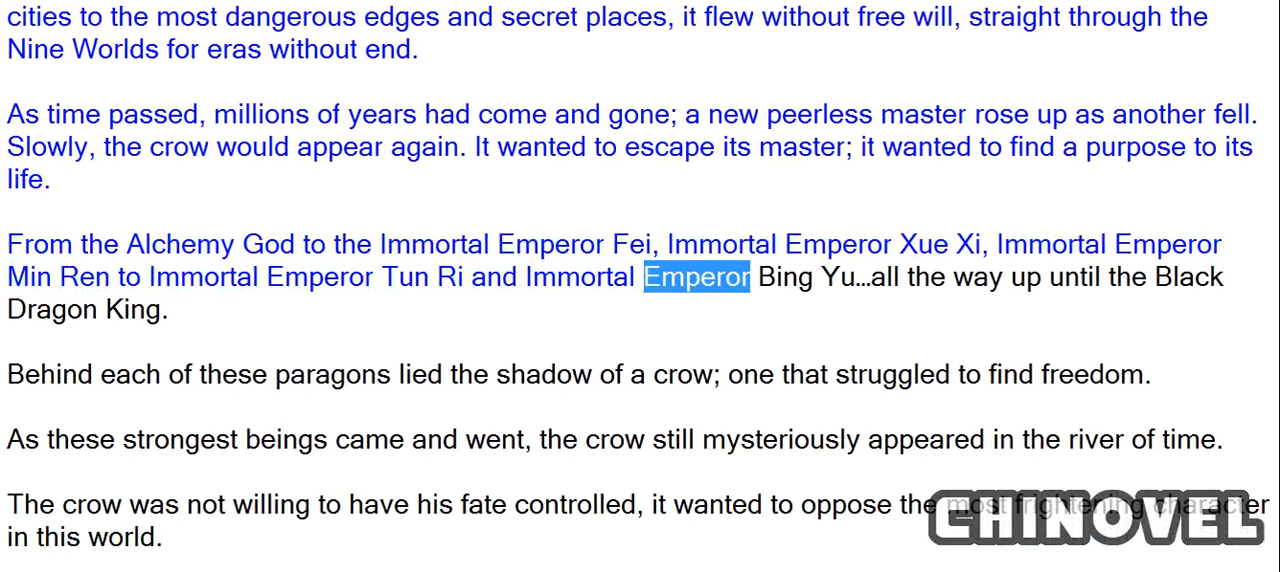 cities to the most dangerous edges and secret places, it flew without free will, straight through the
Nine Worlds for eras without end.
As time passed, millions of years had come and gone; a new peerless master rose up as another fell.
Slowly, the crow would appear again. It wanted to escape its master; it wanted to find a purpose to its
life.
From the Alchemy God to the Immortal Emperor Fei, Immortal Emperor Xue Xi, Immortal Emperor
Min Ren to Immortal Emperor Tun Ri and Immortal Emperor Bing Yu...all the way up until the Black
Dragon King.
Behind each of these paragons lied the shadow of a crow; one that struggled to find freedom.
As these strongest beings came and went, the crow still mysteriously appeared in the river of time.
The crow was not willing to have his fate controlled, it wanted to oppose the most frightening character
in this world.
CHINOVEL